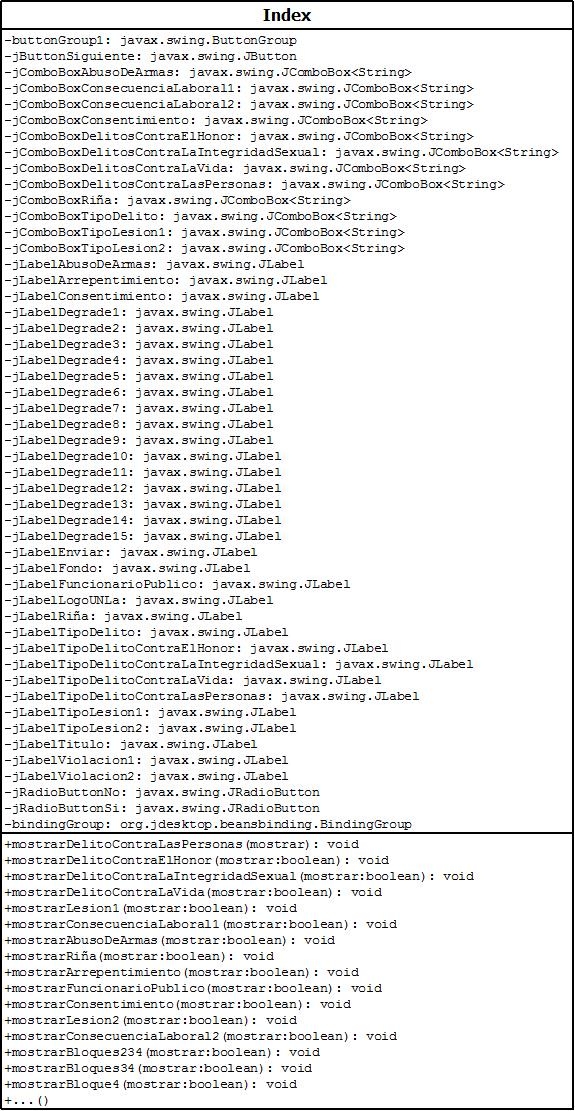 Index
-buttonGroup1: javax.swing.ButtonGroup
-jButtonSiguiente: javax.swing.JButton
-jComboBoxAbusoDeArmas: javax.swing.JComboBox<String>
-jComboBoxConsecuenciaLaboral1: javax.swing.JComboBox<String>
-jComboBoxConsecuenciaLaboral2: javax.swing.JComboBox<String>
-jComboBoxConsentimiento: javax.swing.JComboBox<String>
-jComboBoxDelitosContraElHonor: javax.swing.JComboBox<String>
-jComboBoxDelitosContraLaIntegridadSexual: javax.swing.JComboBox<String>
-jComboBoxDelitosContraLaVida: javax.swing.JComboBox<String>
-jComboBoxDelitosContraLasPersonas: javax.swing.JComboBox<String>
-jComboBoxRiña: javax.swing.JComboBox<String>
-jComboBoxTipoDelito: javax.swing.JComboBox<String>
-jComboBoxTipoLesion1: javax.swing.JComboBox<String>
-jComboBoxTipoLesion2: javax.swing.JComboBox<String>
-jLabelAbusoDeArmas: javax.swing.JLabel
-jLabelArrepentimiento: javax.swing.JLabel
-jLabelConsentimiento: javax.swing.JLabel
-jLabelDegrade1: javax.swing.JLabel
-jLabelDegrade2: javax.swing.JLabel
-jLabelDegrade3: javax.swing.JLabel
-jLabelDegrade4: javax.swing.JLabel
-jLabelDegrade5: javax.swing.JLabel
-jLabelDegrade6: javax.swing.JLabel
-jLabelDegrade7: javax.swing.JLabel
-jLabelDegrade8: javax.swing.JLabel
-jLabelDegrade9: javax.swing.JLabel
-jLabelDegrade10: javax.swing.JLabel
-jLabelDegrade11: javax.swing.JLabel
-jLabelDegrade12: javax.swing.JLabel
-jLabelDegrade13: javax.swing.JLabel
-jLabelDegrade14: javax.swing.JLabel
-jLabelDegrade15: javax.swing.JLabel
-jLabelEnviar: javax.swing.JLabel
-jLabelFondo: javax.swing.JLabel
-jLabelFuncionarioPublico: javax.swing.JLabel
-jLabelLogoUNLa: javax.swing.JLabel
-jLabelRiña: javax.swing.JLabel
-jLabelTipoDelito: javax.swing.JLabel
-jLabelTipoDelitoContraElHonor: javax.swing.JLabel
-jLabelTipoDelitoContraLaIntegridadSexual: javax.swing.JLabel
-jLabelTipoDelitoContraLaVida: javax.swing.JLabel
-jLabelTipoDelitoContraLasPersonas: javax.swing.JLabel
-jLabelTipoLesion1: javax.swing.JLabel
-jLabelTipoLesion2: javax.swing.JLabel
-jLabelTitulo: javax.swing.JLabel
-jLabelViolacion1: javax.swing.JLabel
-jLabelViolacion2: javax.swing.JLabel
-jRadioButtonNo: javax.swing.JRadioButton
-jRadioButtonSi: javax.swing.JRadioButton
-bindingGroup: org.jdesktop.beansbinding.BindingGroup
+mostrarDelitoContraLasPersonas(mostrar): void
+mostrarDelitoContraElHonor(mostrar:boolean): void
+mostrarDelitoContraLaIntegridadSexual(mostrar:boolean): void
+mostrarDelitoContraLaVida(mostrar:boolean): void
+mostrarLesion1(mostrar:boolean): void
+mostrarConsecuenciaLaboral1(mostrar:boolean): void
+mostrarAbusoDeArmas(mostrar:boolean): void
+mostrarRiña(mostrar:boolean): void
+mostrarArrepentimiento(mostrar:boolean): void
+mostrarFuncionarioPublico(mostrar:boolean): void
+mostrarConsentimiento(mostrar:boolean): void
+mostrarLesion2(mostrar:boolean): void
+mostrarConsecuenciaLaboral2(mostrar:boolean): void
+mostrarBloques234(mostrar:boolean): void
+mostrarBloques34(mostrar:boolean): void
+mostrarBloque4(mostrar:boolean): void
+...()